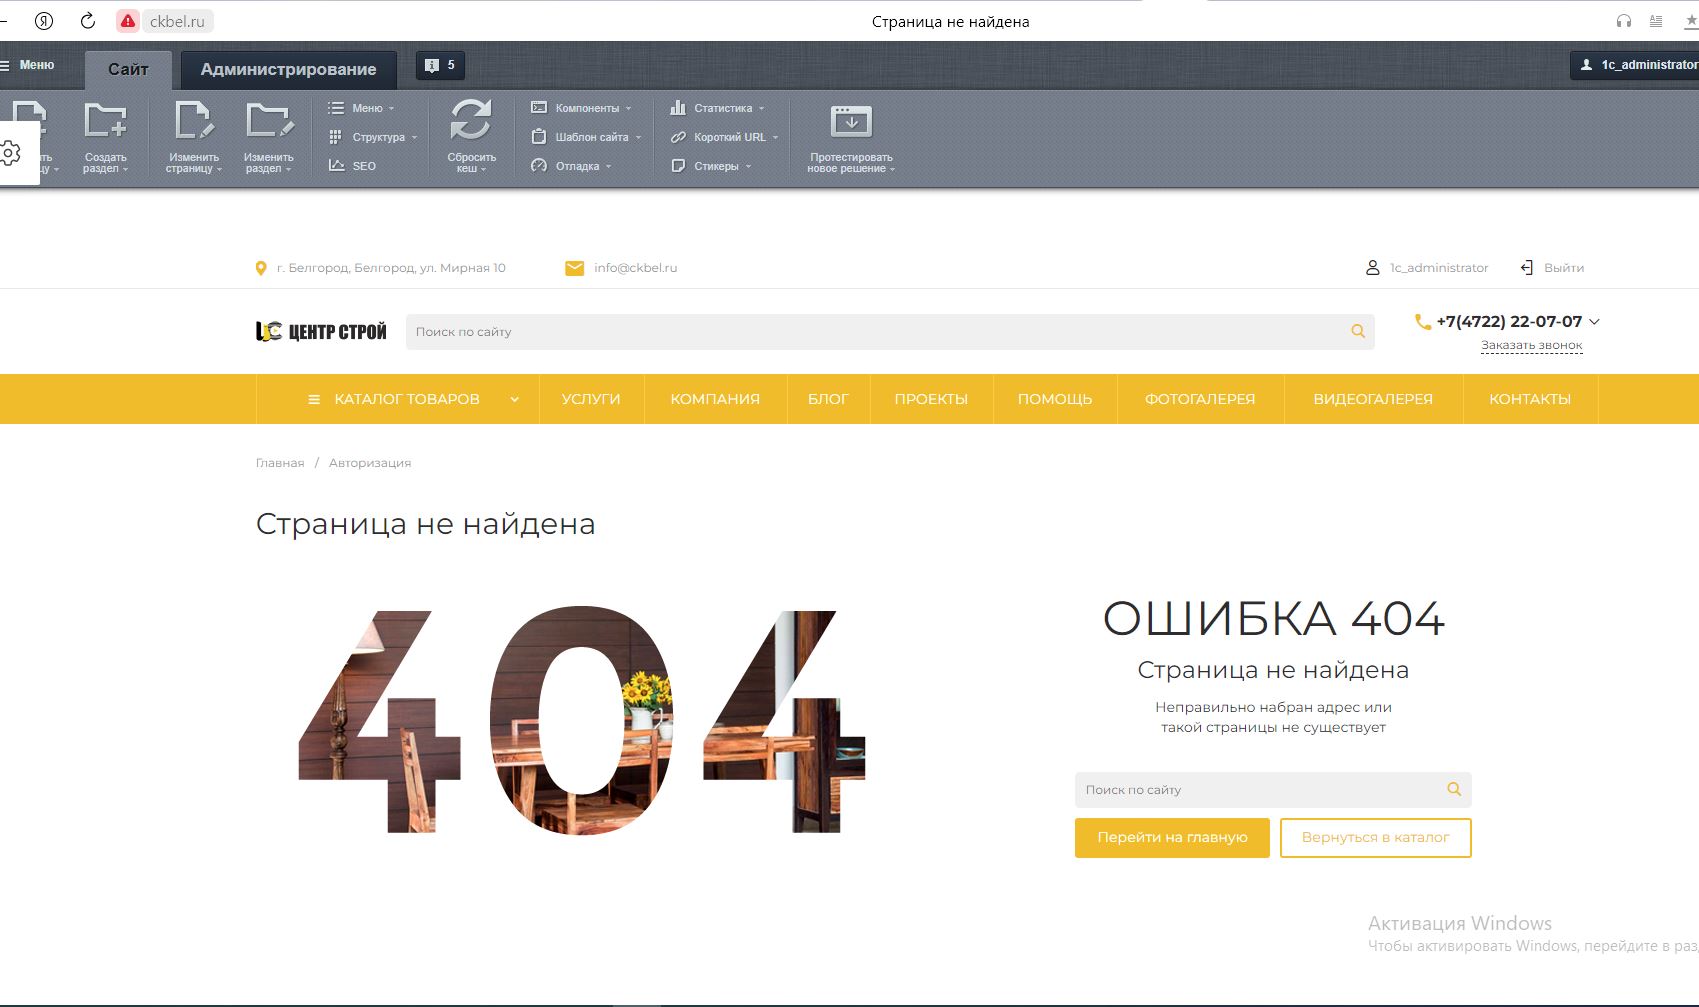 ckbel.ru
Страница не найдена
Меню
Сайт
Администрирование
5
1c_administrator
Создать
раздел
Изменить
страницу
Изменить
раздел
Меню
Структура
SEO
Сбросить
кеш
Компоненты
Шаблон сайта
Отладка
Статистика
Короткий URL
Стикеры
Протестировать
новое решение
г. Белгород, Белгород, ул. Мирная 10
info@ckbel.ru
1c_administrator
Выйти
ЦЕНТР СТРОЙ
Поиск по сайту
+7(4722) 22-07-07
Заказать звонок
КАТАЛОГ ТОВАРОВ
УСЛУГИ
КОМПАНИЯ
БЛОГ
ПРОЕКТЫ
ПОМОЩЬ
ФОТОГАЛЕРЕЯ
ВИДЕОГАЛЕРЕЯ
КОНТАКТЫ
Главная / Авторизация
Страница не найдена
404
ОШИБКА 404
Страница не найдена
Неправильно набран адрес или
такой страницы не существует
Поиск по сайту
Перейти на главную
Вернуться в каталог
Активация Windows
Чтобы активировать Windows, перейдите в раз